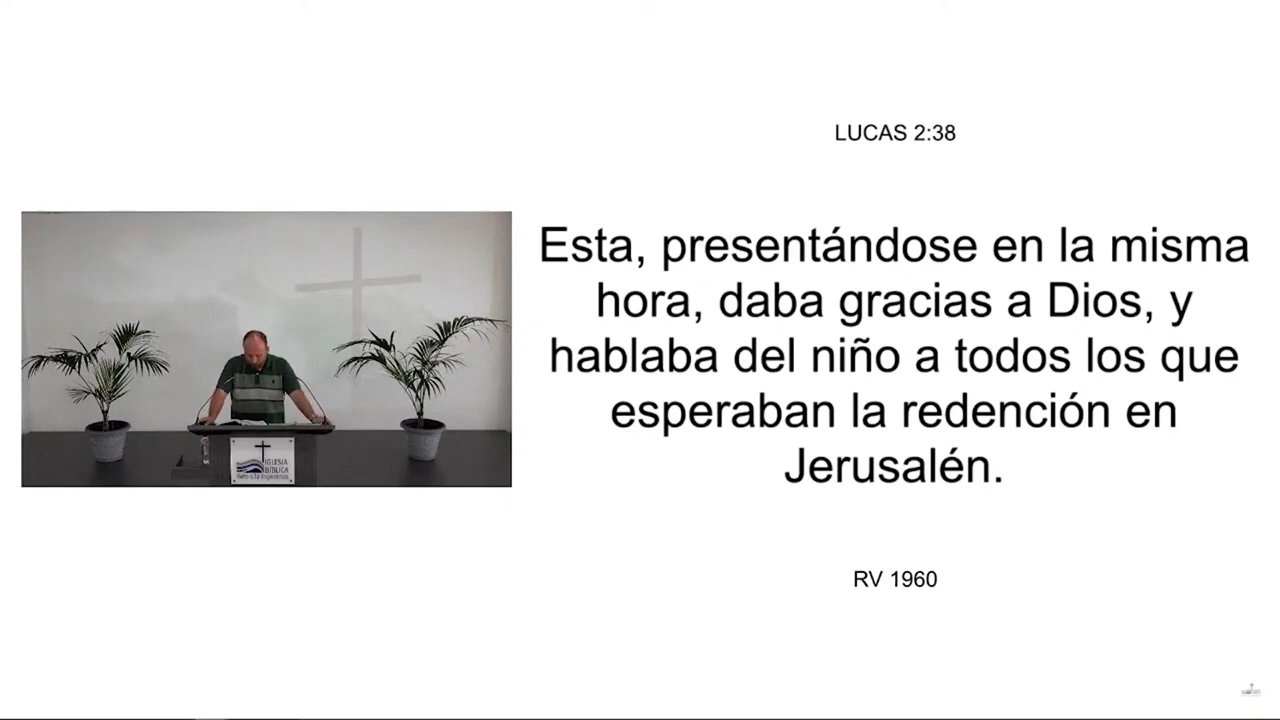 LUCAS 2:38
Esta, presentándose en la misma
hora, daba gracias a Dios, y
hablaba del niño a todos los que
esperaban la redención en
Jerusalén.
RV 1960
IGLESIA
BÍBLICA